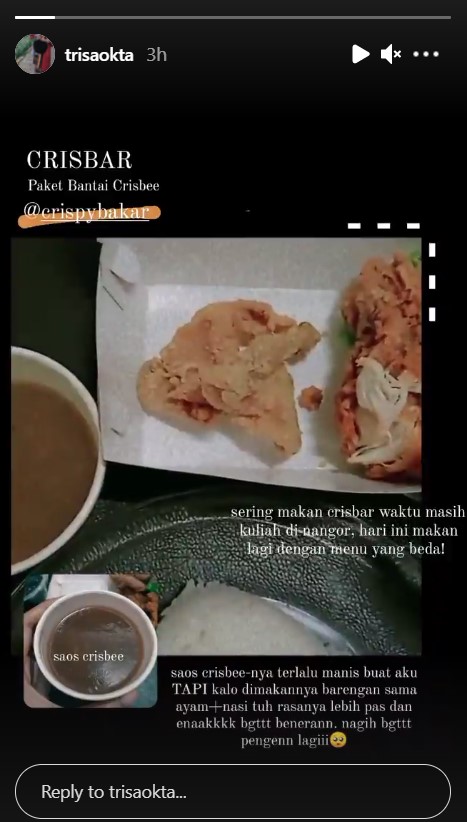 trisaokta 3h
CRISBAR
Paket Bantai Crisbee
@crispybakar
sering makan crisbar waktu masih
kuliah di nangor, hari ini makan
lagi dengan menu yang beda!
saos crisbee
saos crisbee-nya terlalu manis buat aku
TAPI kalo dimakannya barengan sama
ayam+nasi tuh rasanya lebih pas dan
enaakkkk bgttt benerann. nagih bgttt
pengenn lagiii🥺
Reply to trisaokta...